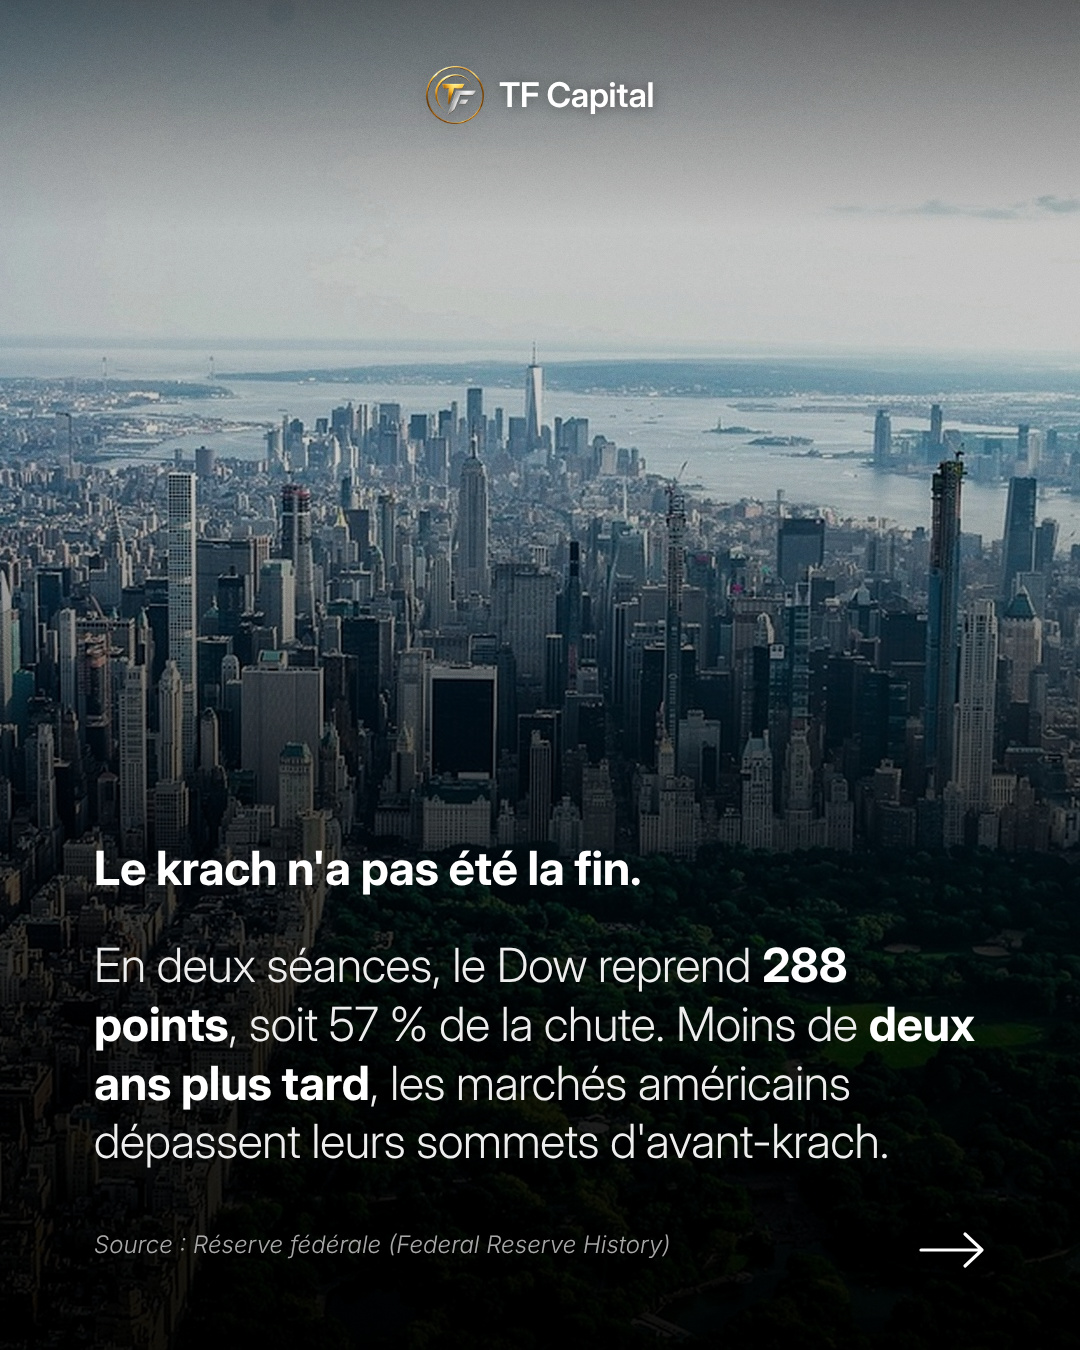 TF Capital
Le krach n'a pas été la fin.
En deux séances, le Dow reprend 288
points, soit 57 % de la chute. Moins de deux
ans plus tard, les marchés américains
dépassent leurs sommets d'avant-krach.
Source : Réserve fédérale (Federal Reserve History)